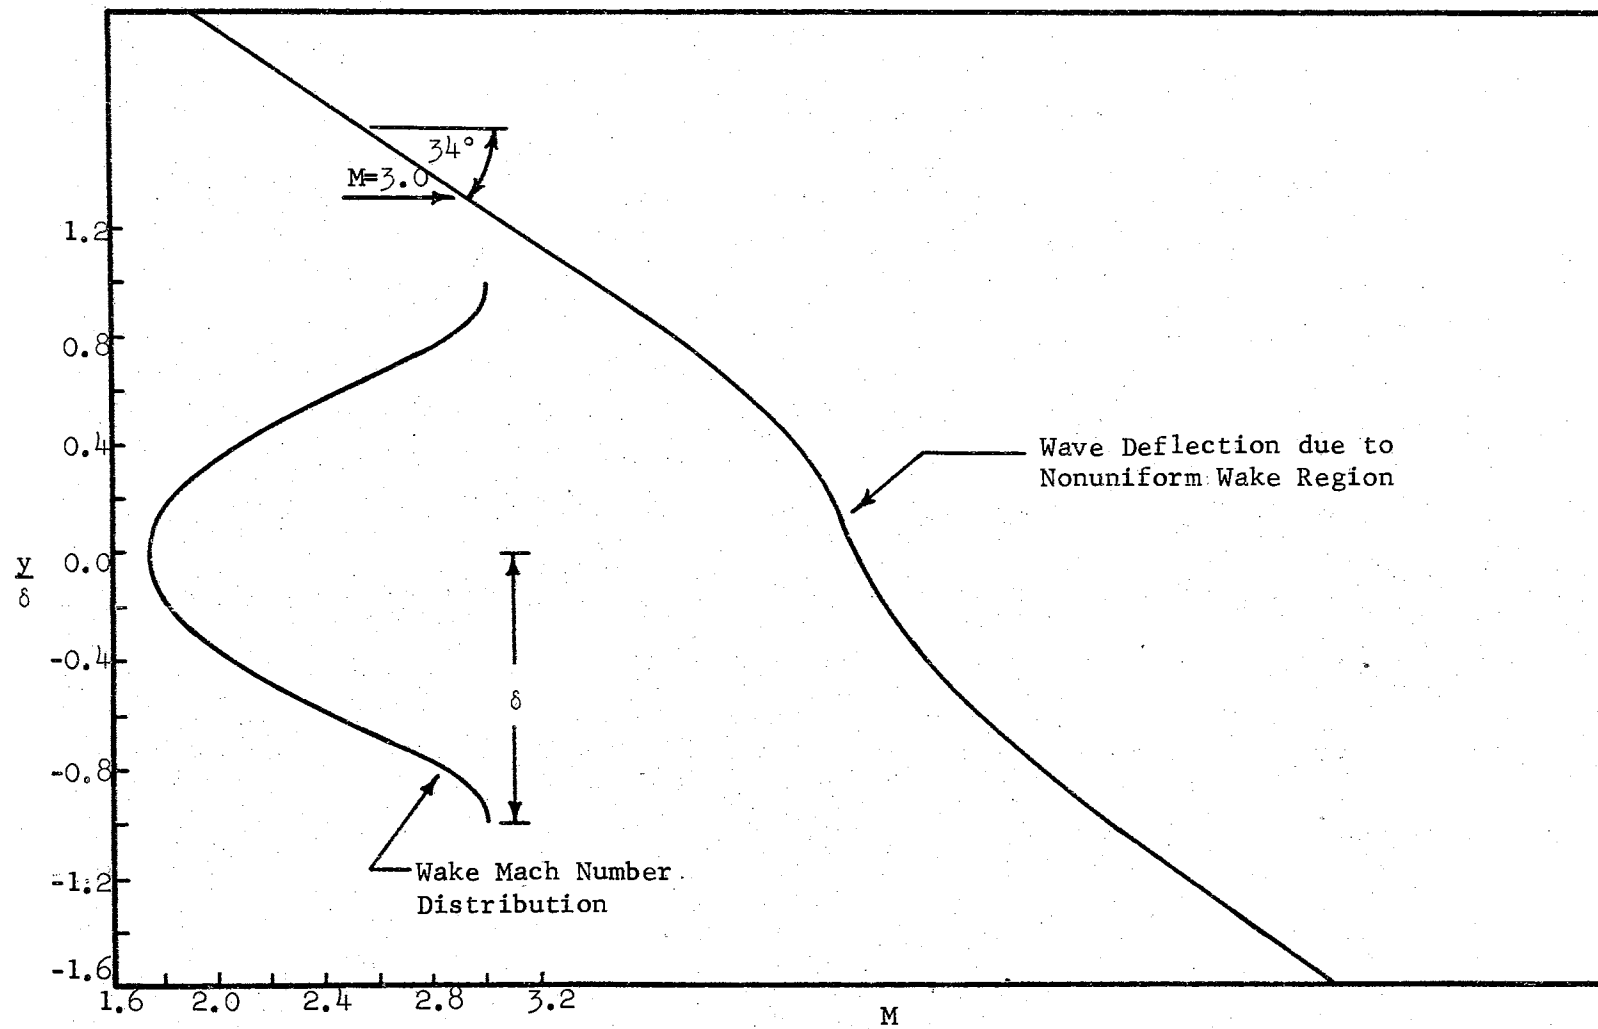 34°
M=3.0
1.2
0.8
0.4
0.0
-0.4
-0.8
-1.2
-1.6
y
δ
δ
Wave Deflection due to
Nonuniform Wake Region
Wake Mach Number
Distribution
1.6 2.0 2.4 2.8 3.2
M